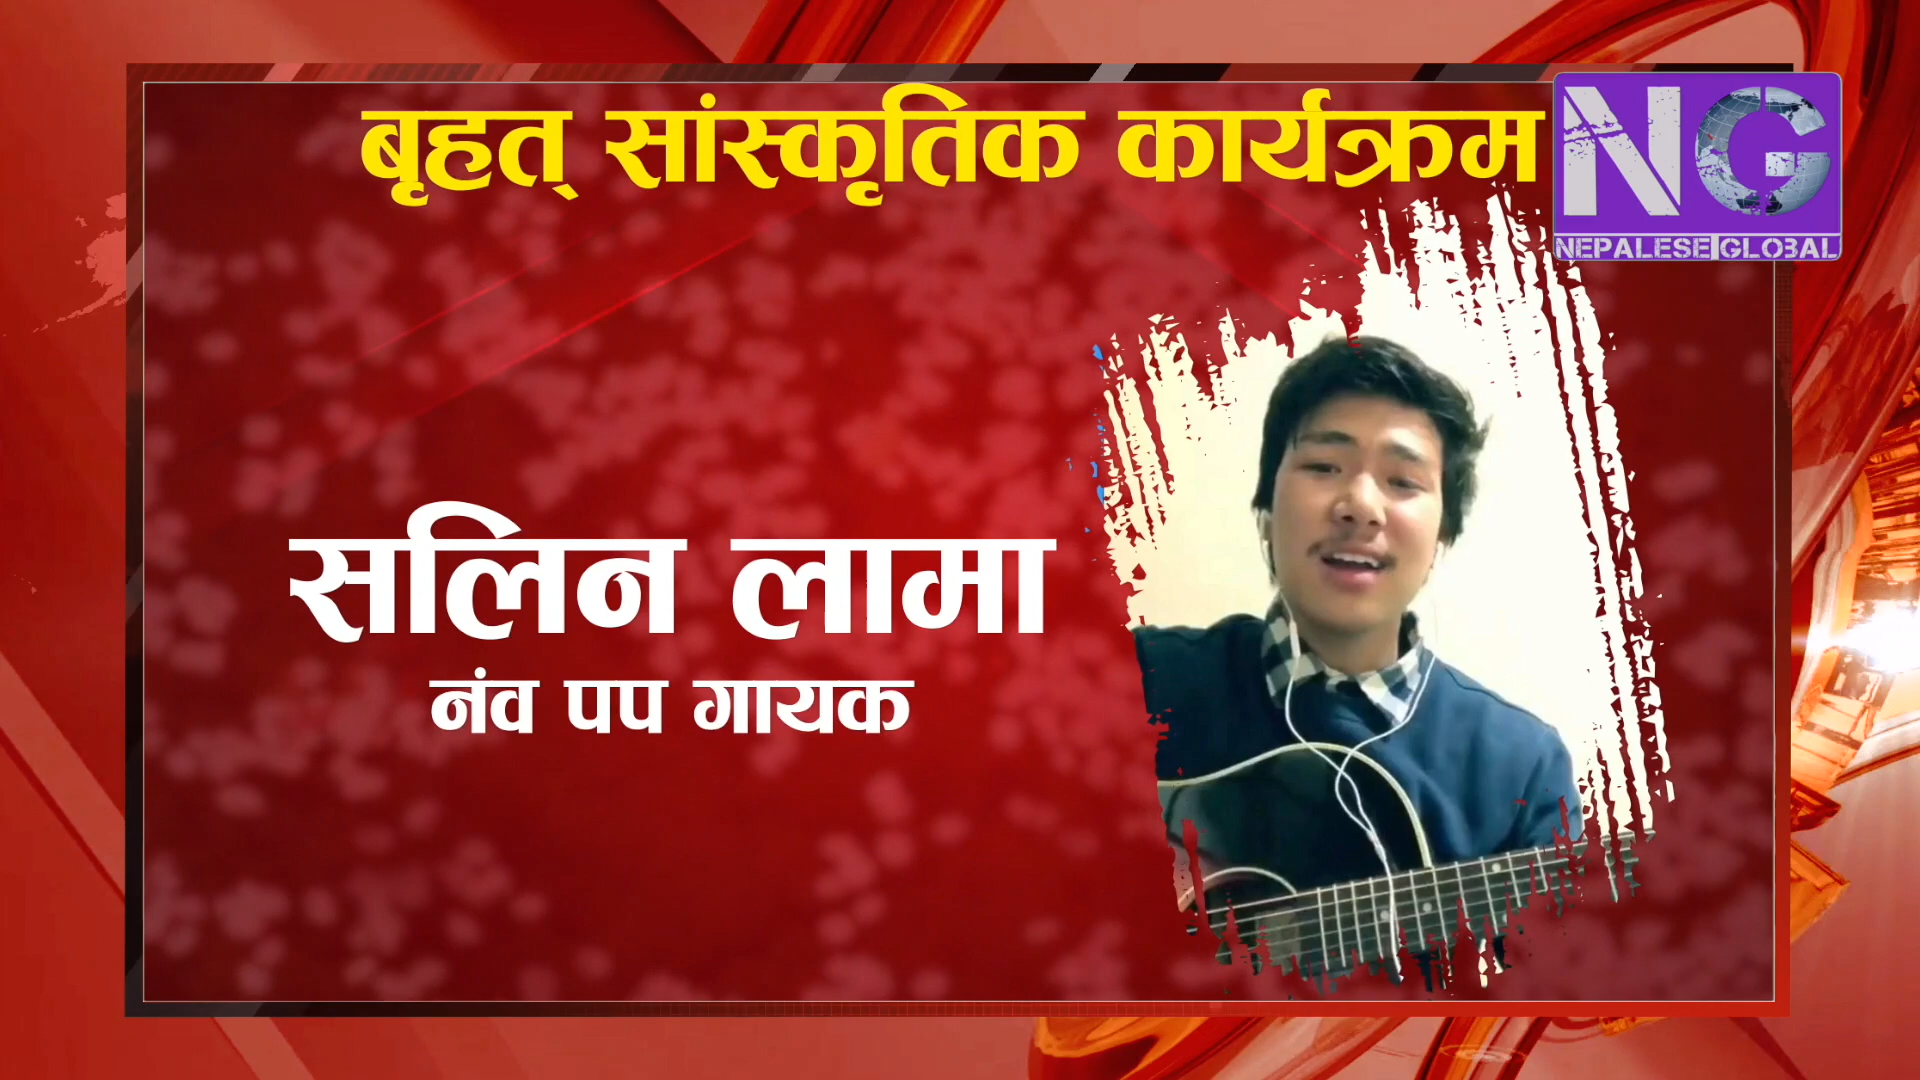 बृहत् सांस्कृतिक कार्यक्रम
NG
NEPALESE GLOBAL
सलिन लामा
नंव पप गायक